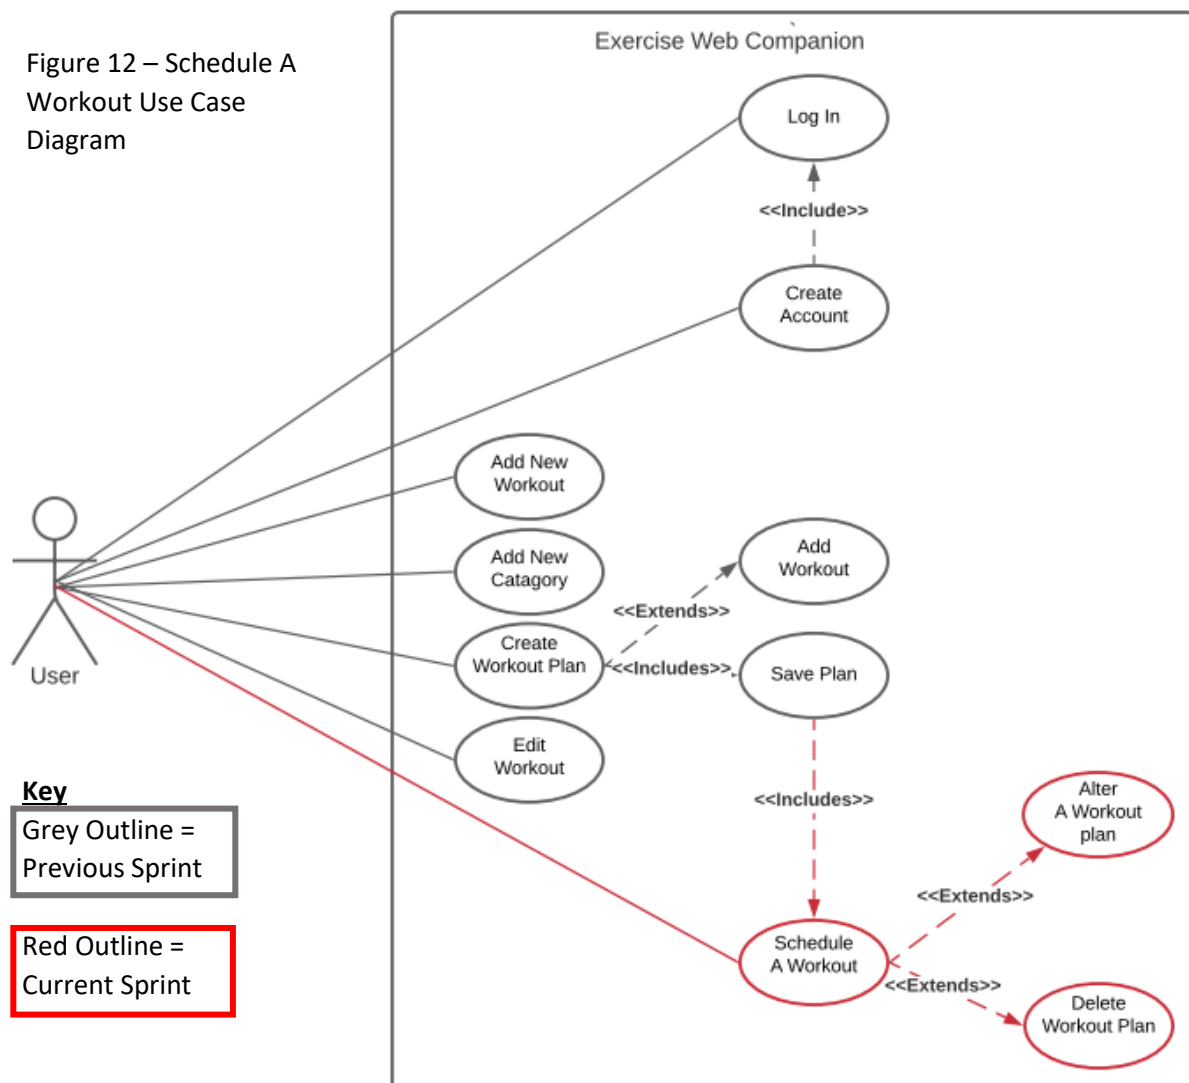 Exercise Web Companion
Figure 12 – Schedule A
Workout Use Case
Diagram
Log In
<<Include>>
Create
Account
Add New
Workout
Add New
Catagory
Add
Workout
<<Extends>>
Create
Workout Plan
<<Includes>>
Save Plan
User
Edit
Workout
Key
Grey Outline =
Previous Sprint
<<Includes>>
Alter
A Workout
plan
<<Extends>>
Red Outline =
Current Sprint
Schedule
A Workout
<<Extends>>
Delete
Workout Plan